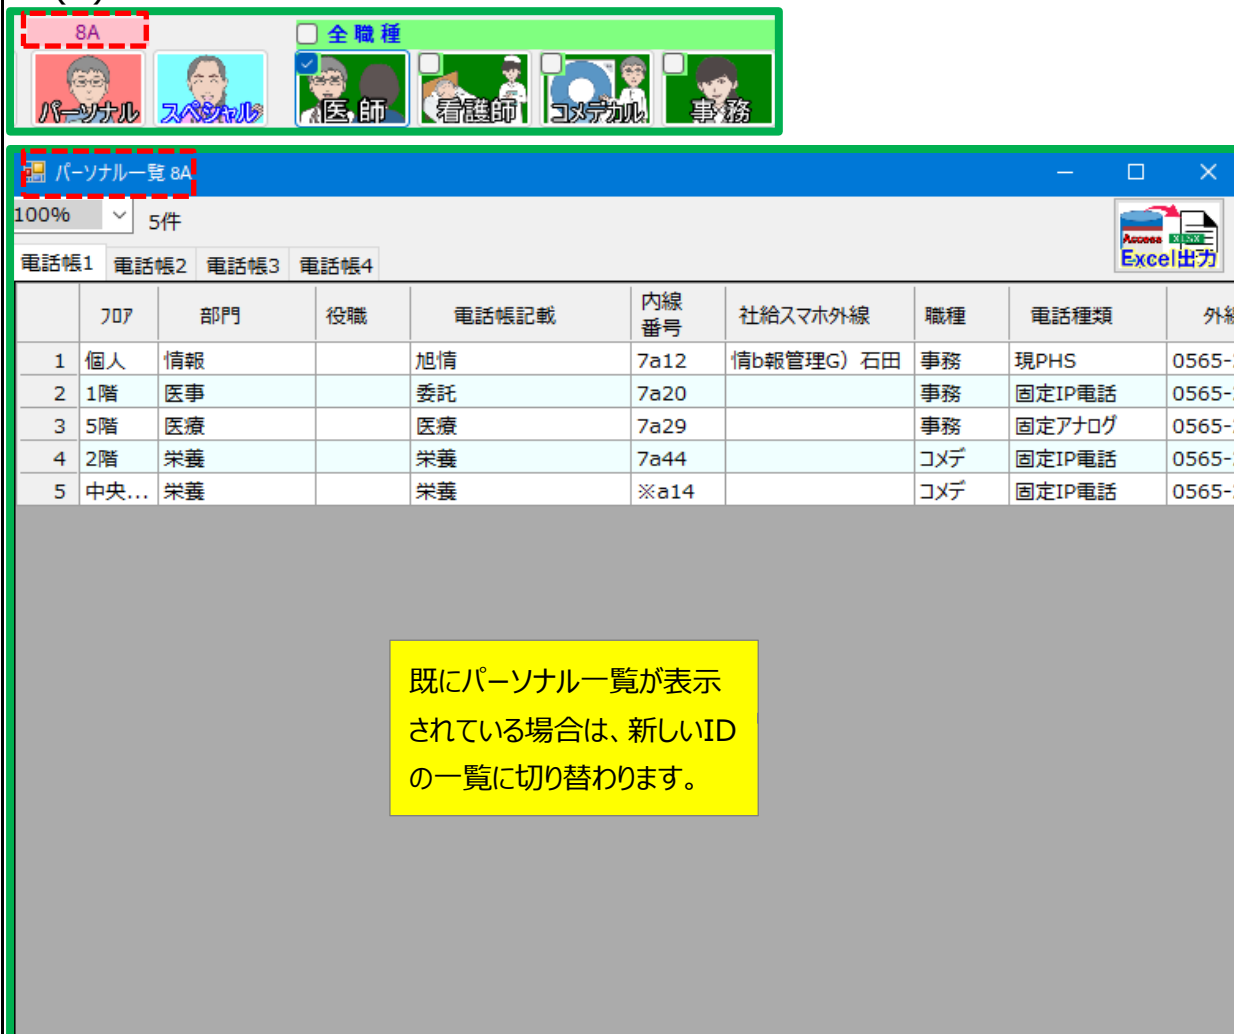 8A
全職種
パーソナル スペシャル 医師 看護師 コメデカル 事務
パーソナル一覧 8A
100% 5件
Access XLSX
Excel出力
電話帳1 電話帳2 電話帳3 電話帳4
フロア 部門 役職 電話帳記載 内線番号 社給スマホ外線 職種 電話種類
1 個人 情報 旭情 7a12 情b報管理G）石田 事務 現PHS 0565-
2 1階 医事 委託 7a20 事務 固定IP電話 0565-
3 5階 医療 医療 7a29 事務 固定アナログ 0565-
4 2階 栄養 栄養 7a44 コメデ 固定IP電話 0565-
5 中央... 栄養 栄養 ※a14 コメデ 固定IP電話 0565-
既にパーソナル一覧が表示
されている場合は、新しいID
の一覧に切り替わります。